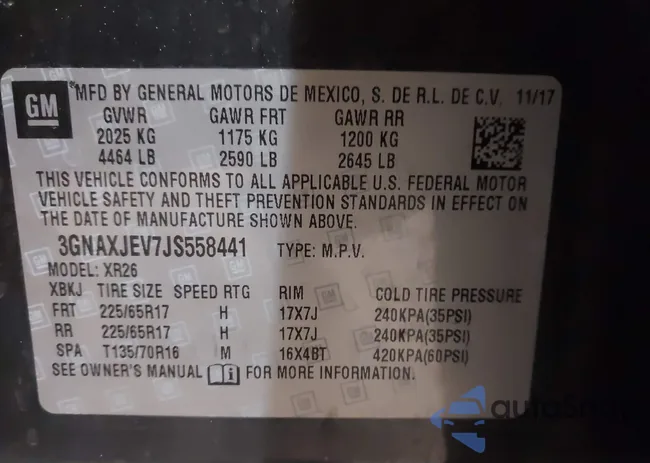 GM
*MFD BY GENERAL MOTORS DE MEXICO, S. DE R.L. DE C.V. 11/17
GVWR GAWR FRT GAWR RR
2025 KG 1175 KG 1200 KG
4464 LB 2590 LB 2645 LB
THIS VEHICLE CONFORMS TO ALL APPLICABLE U.S. FEDERAL MOTOR
VEHICLE SAFETY AND THEFT PREVENTION STANDARDS IN EFFECT ON
THE DATE OF MANUFACTURE SHOWN ABOVE.
3GNAXJEV7JS558441 TYPE: M.P.V.
MODEL: XR26
XBKJ TIRE SIZE SPEED RTG RIM COLD TIRE PRESSURE
FRT 225/65R17 H 17X7J 240KPA(35PSI)
RR 225/65R17 H 17X7J 240KPA(35PSI)
SPA T135/70R16 M 16X4BT 420KPA(60PSI)
SEE OWNER'S MANUAL FOR MORE INFORMATION.